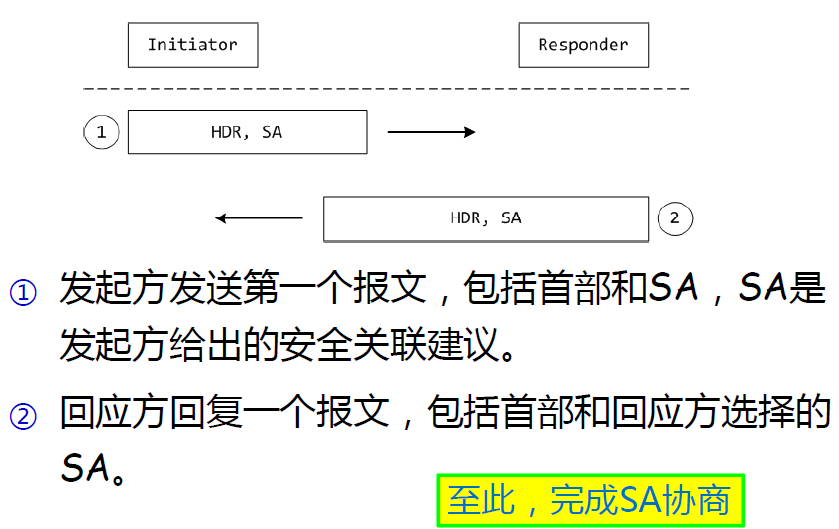 Initiator
Responder
1
HDR, SA
HDR, SA
2
① 发起方发送第一个报文，包括首部和SA，SA是
发起方给出的安全关联建议。
② 回应方回复一个报文，包括首部和回应方选择的
SA。
至此，完成SA协商